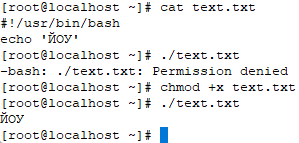 [root@localhost ~]# cat text.txt
#!/usr/bin/bash
echo 'ЙОУ'
[root@localhost ~]# ./text.txt
-bash: ./text.txt: Permission denied
[root@localhost ~]# chmod +x text.txt
[root@localhost ~]# ./text.txt
ЙОУ
[root@localhost ~]#